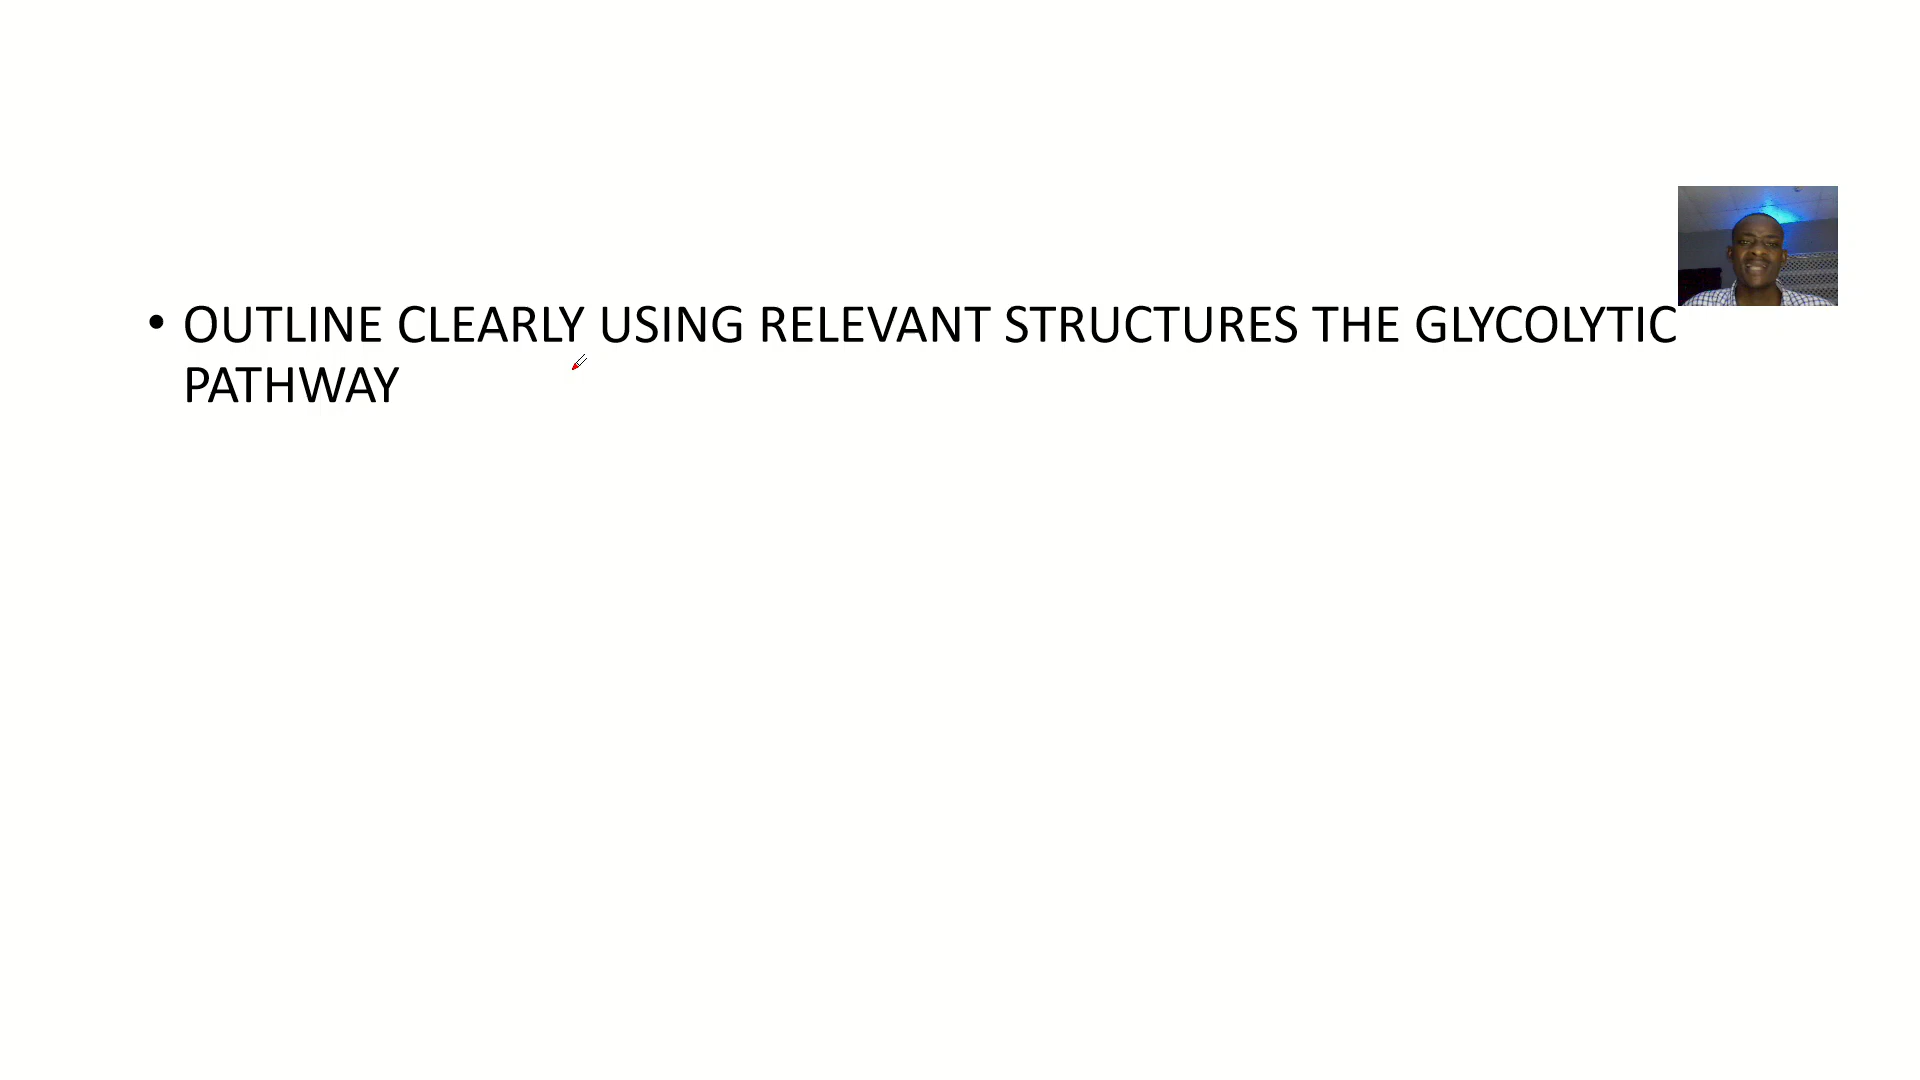 • OUTLINE CLEARLY USING RELEVANT STRUCTURES THE GLYCOLYTIC
PATHWAY